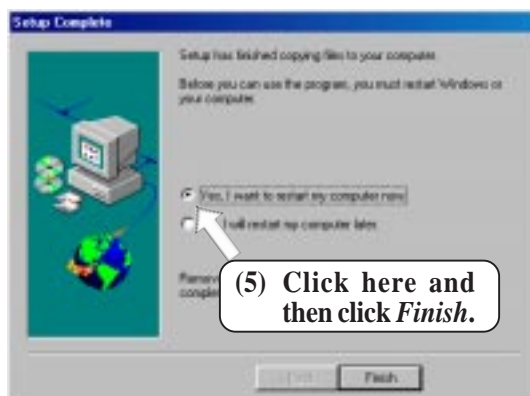 Setup Complete
Setup has finished copying files to your computer.
Before you can use the program, you must restart Windows or
your computer.
Yes, I want to restart my computer now.
I will restart my computer later.
(5) Click here and
then click Finish.
Finish